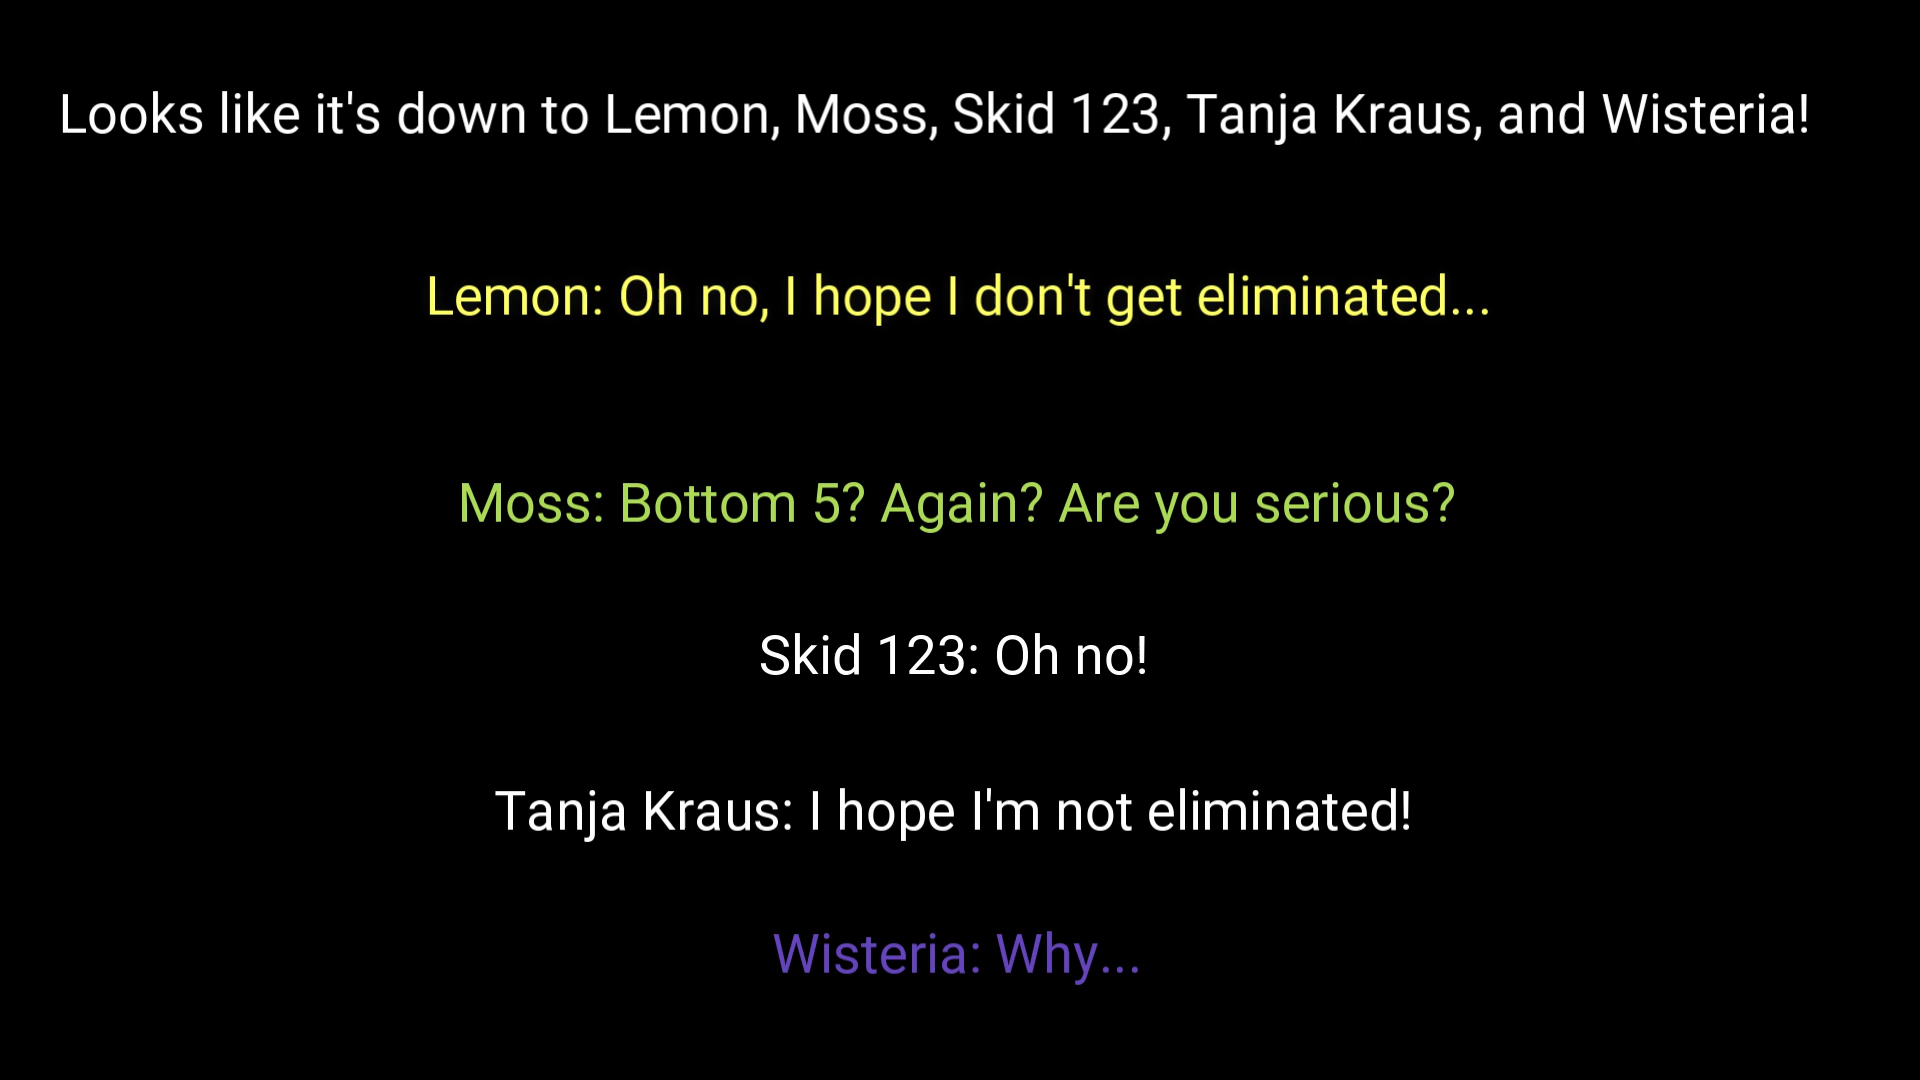 Looks like it's down to Lemon, Moss, Skid 123, Tanja Kraus, and Wisteria!
Lemon: Oh no, I hope I don't get eliminated...
Moss: Bottom 5? Again? Are you serious?
Skid 123: Oh no!
Tanja Kraus: I hope I'm not eliminated!
Wisteria: Why...